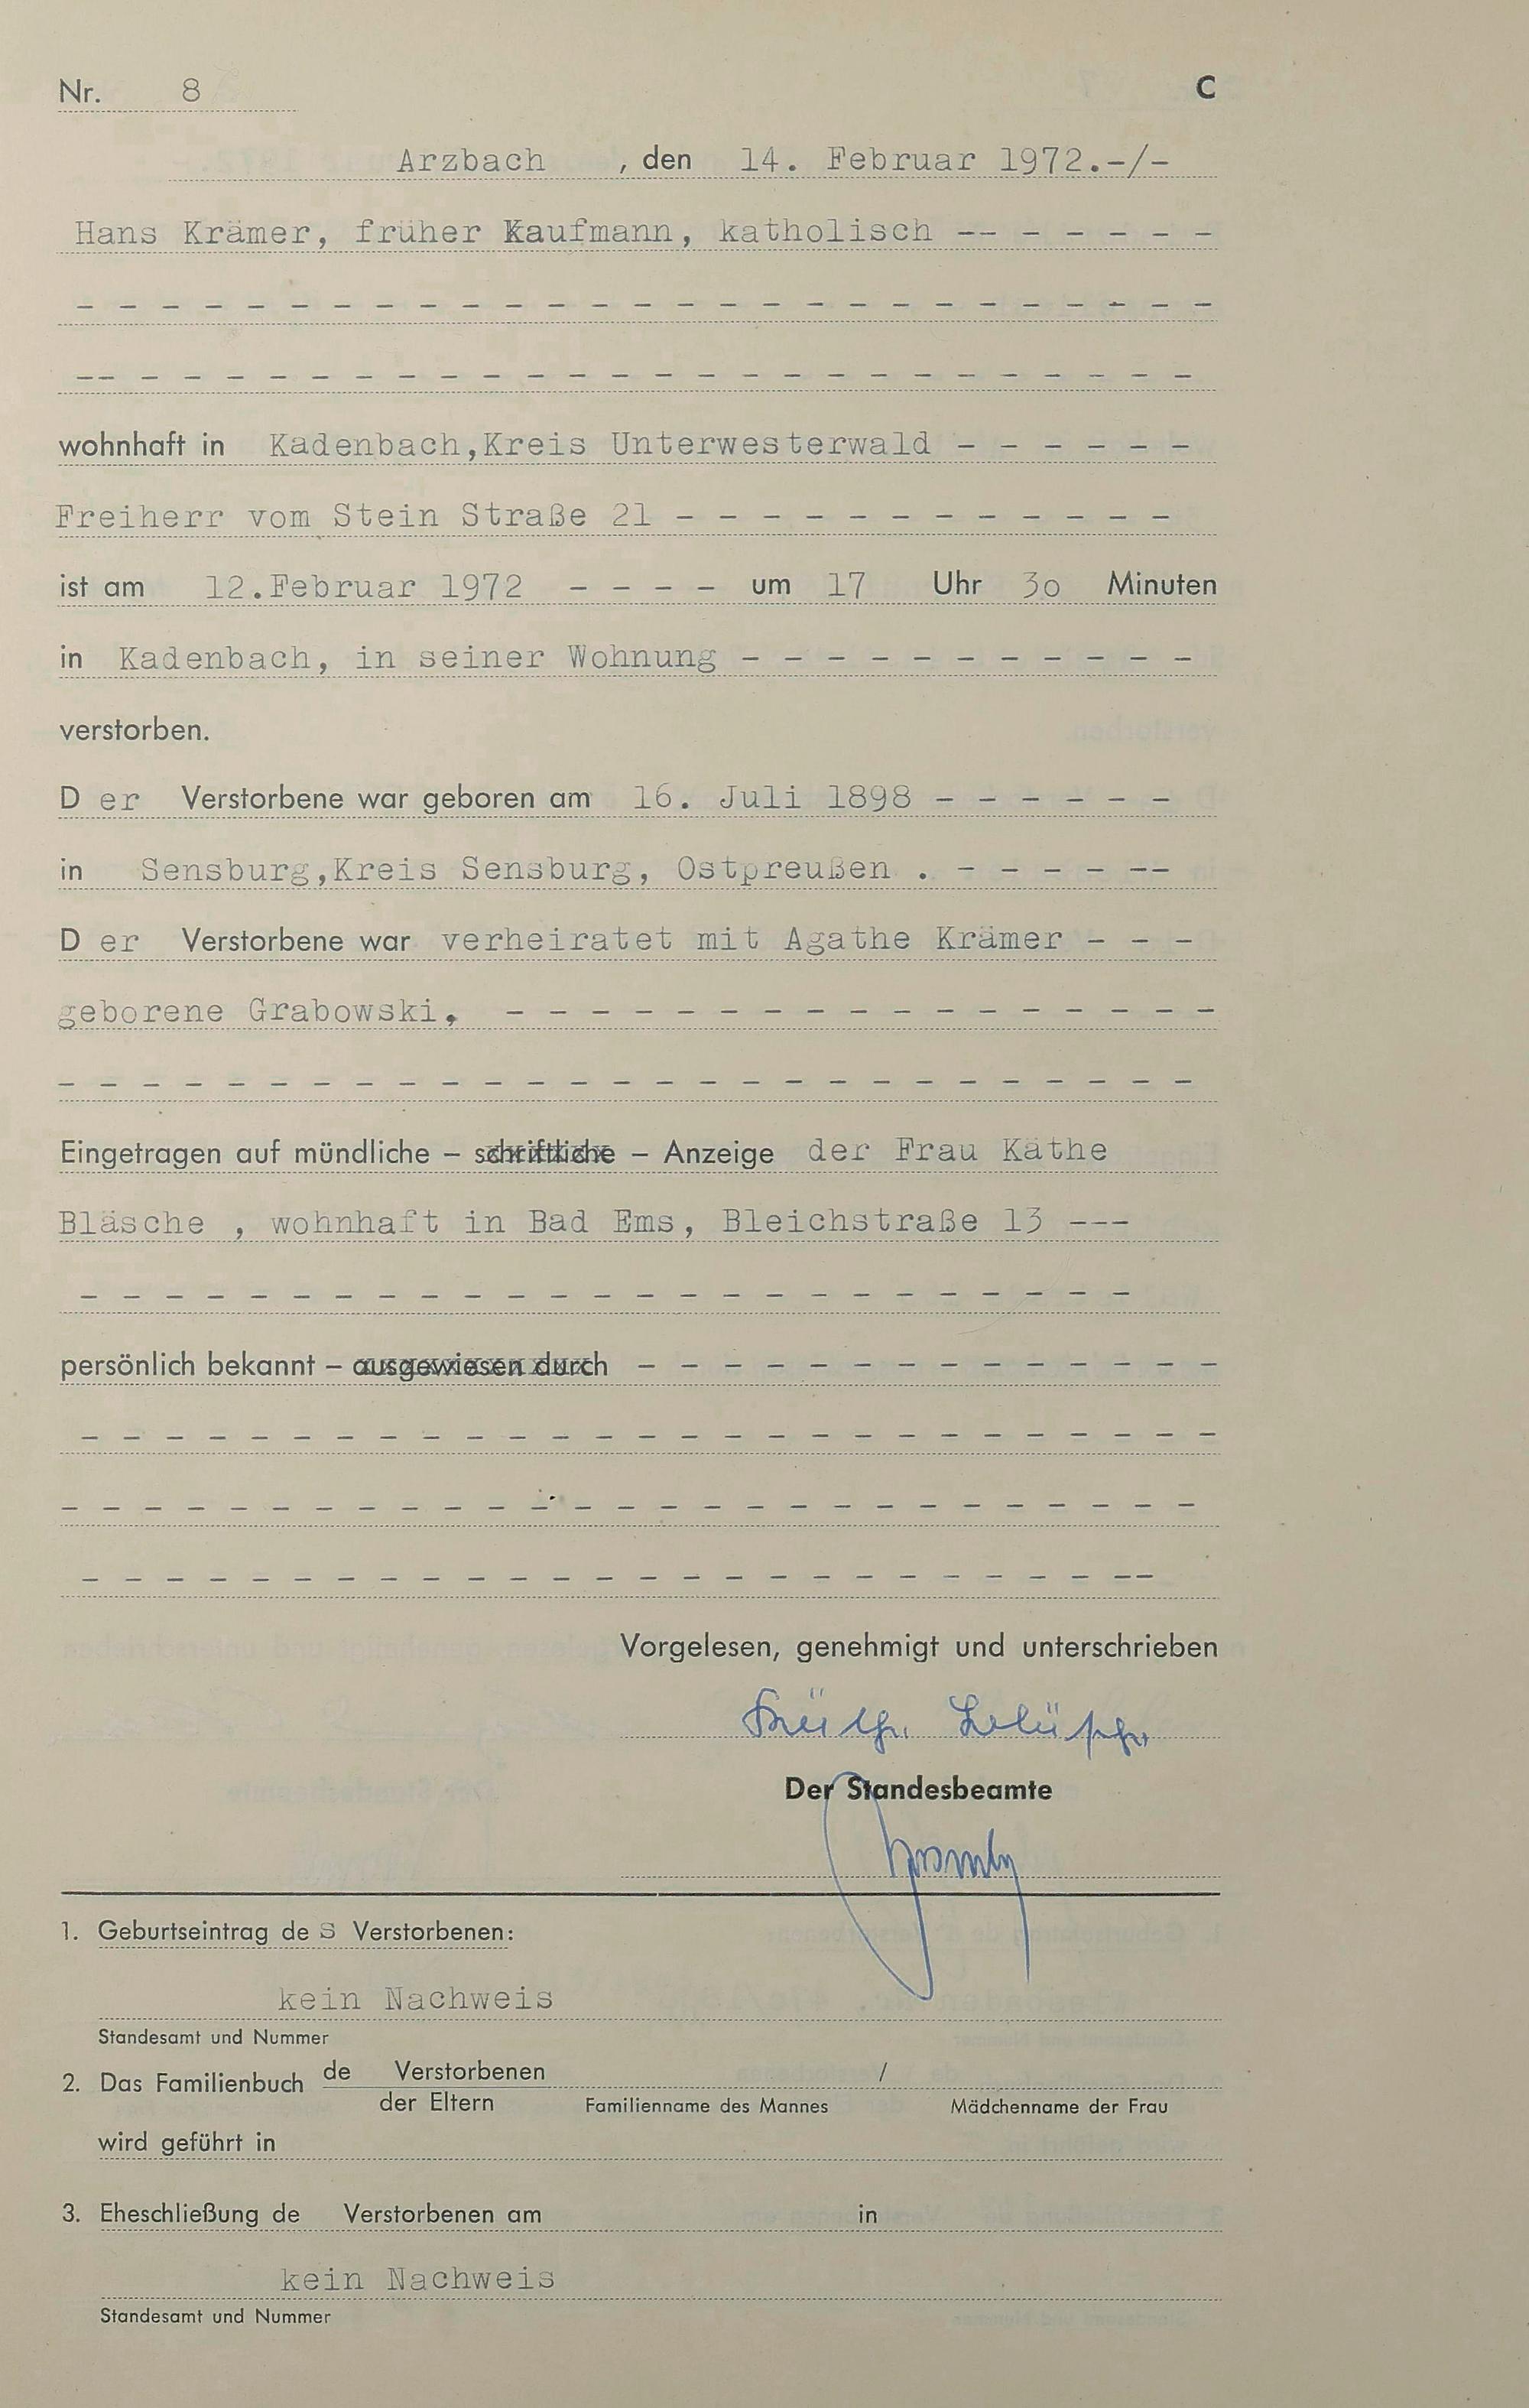 Nr. 8 C
Arzbach , den 14. Februar 1972.-/-
Hans Krämer, früher Kaufmann, katholisch -- - - - - -
- - - - - - - - - - - - - - - - - - - - - - - - - - -
-- - - - - - - - - - - - - - - - - - - - - - - - - -
wohnhaft in Kadenbach,Kreis Unterwesterwald - - - - - -
Freiherr vom Stein Straße 21 - - - - - - - - - - - -
ist am 12.Februar 1972 - - - - um 17 Uhr 30 Minuten
in Kadenbach, in seiner Wohnung - - - - - - - - - - -
verstorben.
D er Verstorbene war geboren am 16. Juli 1898 - - - - - -
in Sensburg,Kreis Sensburg, Ostpreußen . - - - - --
D er Verstorbene war verheiratet mit Agathe Krämer - - -
geborene Grabowski, - - - - - - - - - - - - - - - - -
- - - - - - - - - - - - - - - - - - - - - - - - - - -
Eingetragen auf mündliche – schriftliche – Anzeige der Frau Käthe
Bläsche , wohnhaft in Bad Ems, Bleichstraße 13 ---
- - - - - - - - - - - - - - - - - - - - - - - - -
persönlich bekannt – ausgewiesen durch - - - - - - - - - - - - - -
- - - - - - - - - - - - - - - - - - - - - - - - - - -
- - - - - - - - - - - - - - - - - - - - - - - - - - -
- - - - - - - - - - - - - - - - - - - - - - - - --
Vorgelesen, genehmigt und unterschrieben
Käthe Bläsche
Der Standesbeamte
1. Geburtseintrag de s Verstorbenen:
kein Nachweis
Standesamt und Nummer
2. Das Familienbuch de Verstorbenen /
der Eltern Familienname des Mannes Mädchenname der Frau
wird geführt in
3. Eheschließung de Verstorbenen am in
kein Nachweis
Standesamt und Nummer